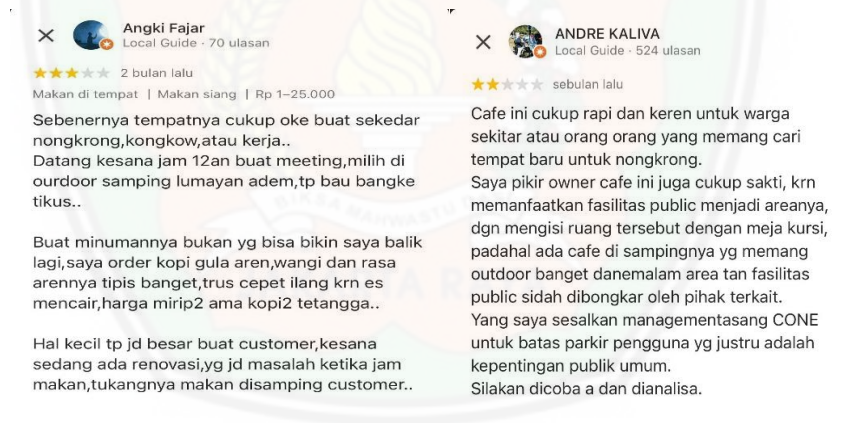 Angki Fajar
Local Guide · 70 ulasan
2 bulan lalu
Makan di tempat | Makan siang | Rp 1–25.000
Sebenernya tempatnya cukup oke buat sekedar
nongkrong,kongkow,atau kerja..
Datang kesana jam 12an buat meeting,milih di
ourdoor samping lumayan adem,tp bau bangke
tikus..
Buat minumannya bukan yg bisa bikin saya balik
lagi,saya order kopi gula aren,wangi dan rasa
arennya tipis banget,trus cepet ilang krn es
mencair,harga mirip2 ama kopi2 tetangga..
Hal kecil tp jd besar buat customer,kesana
sedang ada renovasi,yg jd masalah ketika jam
makan,tukangnya makan disamping customer..
ANDRE KALIVA
Local Guide · 524 ulasan
sebulan lalu
Cafe ini cukup rapi dan keren untuk warga
sekitar atau orang orang yang memang cari
tempat baru untuk nongkrong.
Saya pikir owner cafe ini juga cukup sakti, krn
memanfaatkan fasilitas public menjadi areanya,
dgn mengisi ruang tersebut dengan meja kursi,
padahal ada cafe di sampingnya yg memang
outdoor banget danemalam area tan fasilitas
public sidah dibongkar oleh pihak terkait.
Yang saya sesalkan managementasang CONE
untuk batas parkir pengguna yg justru adalah
kepentingan publik umum.
Silakan dicoba a dan dianalisa.